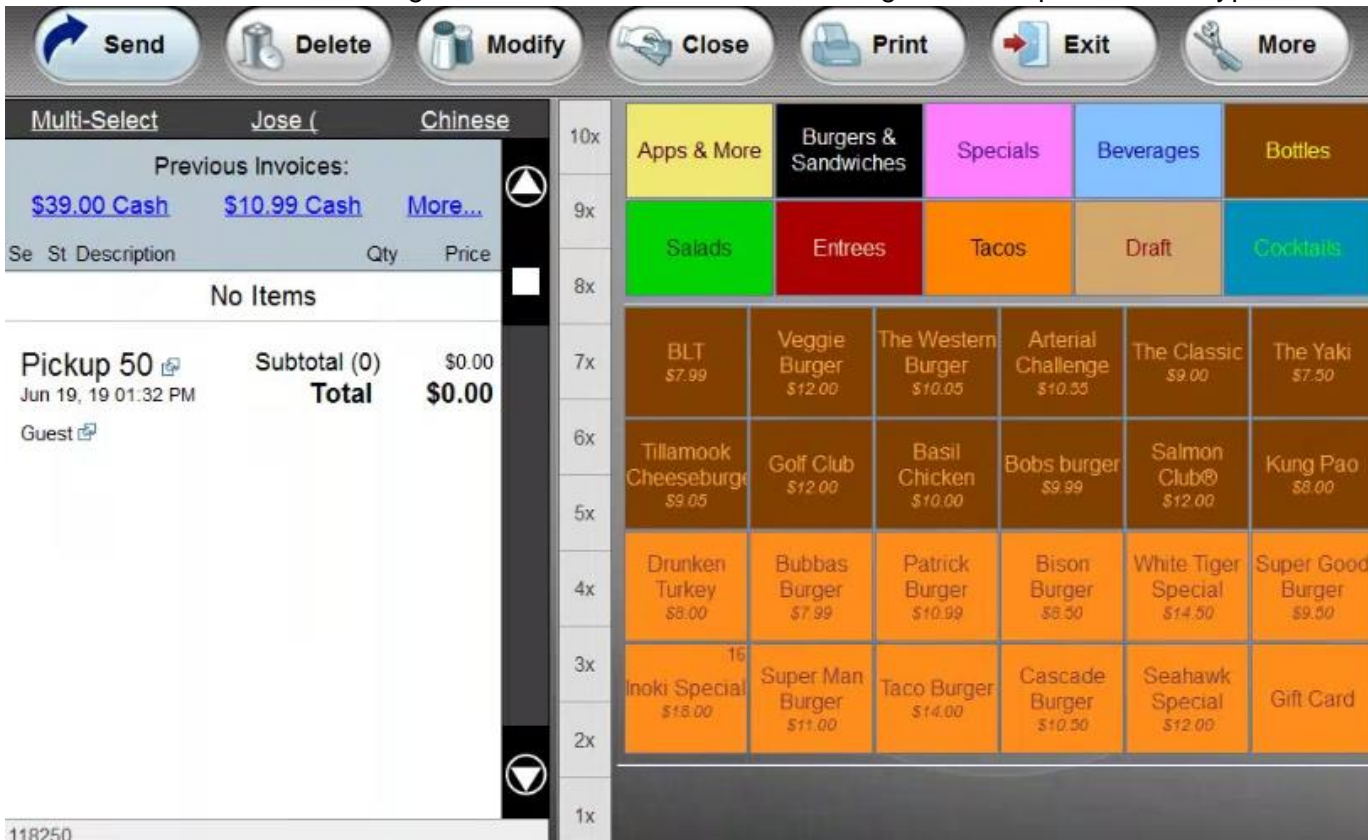 Send Delete Modify Close Print Exit More
Multi-Select Jose ( Chinese
Previous Invoices:
$39.00 Cash $10.99 Cash More...
Se St Description Qty Price
No Items
Pickup 50 Subtotal (0) $0.00
Jun 19, 19 01:32 PM Total $0.00
Guest
118250
10x
9x
8x
7x
6x
5x
4x
3x
2x
1x
Apps & More
Burgers &
Sandwiches
Specials
Beverages
Bottles
Salads
Entrees
Tacos
Draft
Cocktails
BLT
$7.99
Veggie
Burger
$12.00
The Western
Burger
$10.05
Arterial
Challenge
$10.55
The Classic
$9.00
The Yaki
$7.50
Tillamook
Cheeseburge
$9.05
Golf Club
$12.00
Basil
Chicken
$10.00
Bobs burger
$9.99
Salmon
Club®
$12.00
Kung Pao
$8.00
Drunken
Turkey
$8.00
Bubbas
Burger
$7.99
Patrick
Burger
$10.99
Bison
Burger
$8.50
White Tiger
Special
$14.50
Super Good
Burger
$9.50
16
Inoki Special
Super Man
Burger
$11.00
Taco Burger
$14.00
Cascade
Burger
$10.50
Seahawk
Special
$12.00
Gift Card